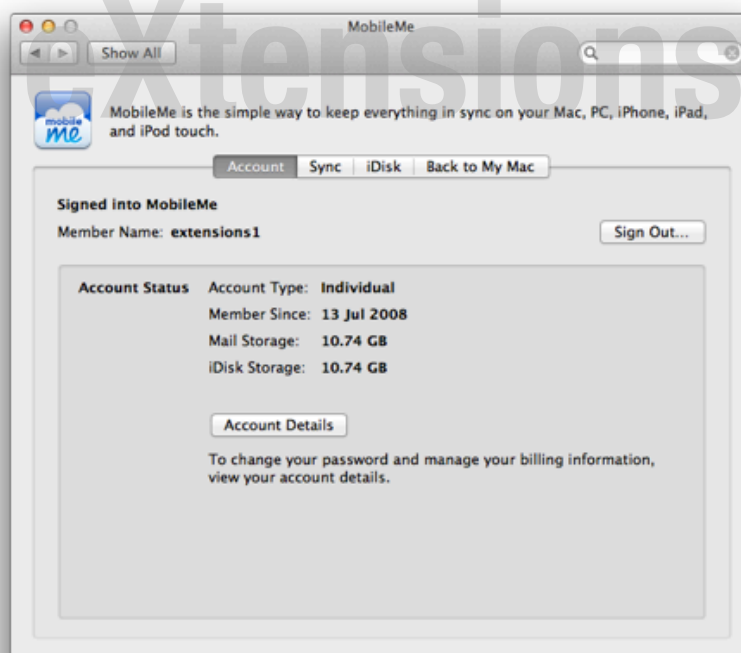 eXtensions
MobileMe
Show All
mobile
me
MobileMe is the simple way to keep everything in sync on your Mac, PC, iPhone, iPad,
and iPod touch.
Account Sync iDisk Back to My Mac
Signed into MobileMe
Member Name: extensions1
Sign Out...
Account Status Account Type: Individual
Member Since: 13 Jul 2008
Mail Storage: 10.74 GB
iDisk Storage: 10.74 GB
Account Details
To change your password and manage your billing information,
view your account details.